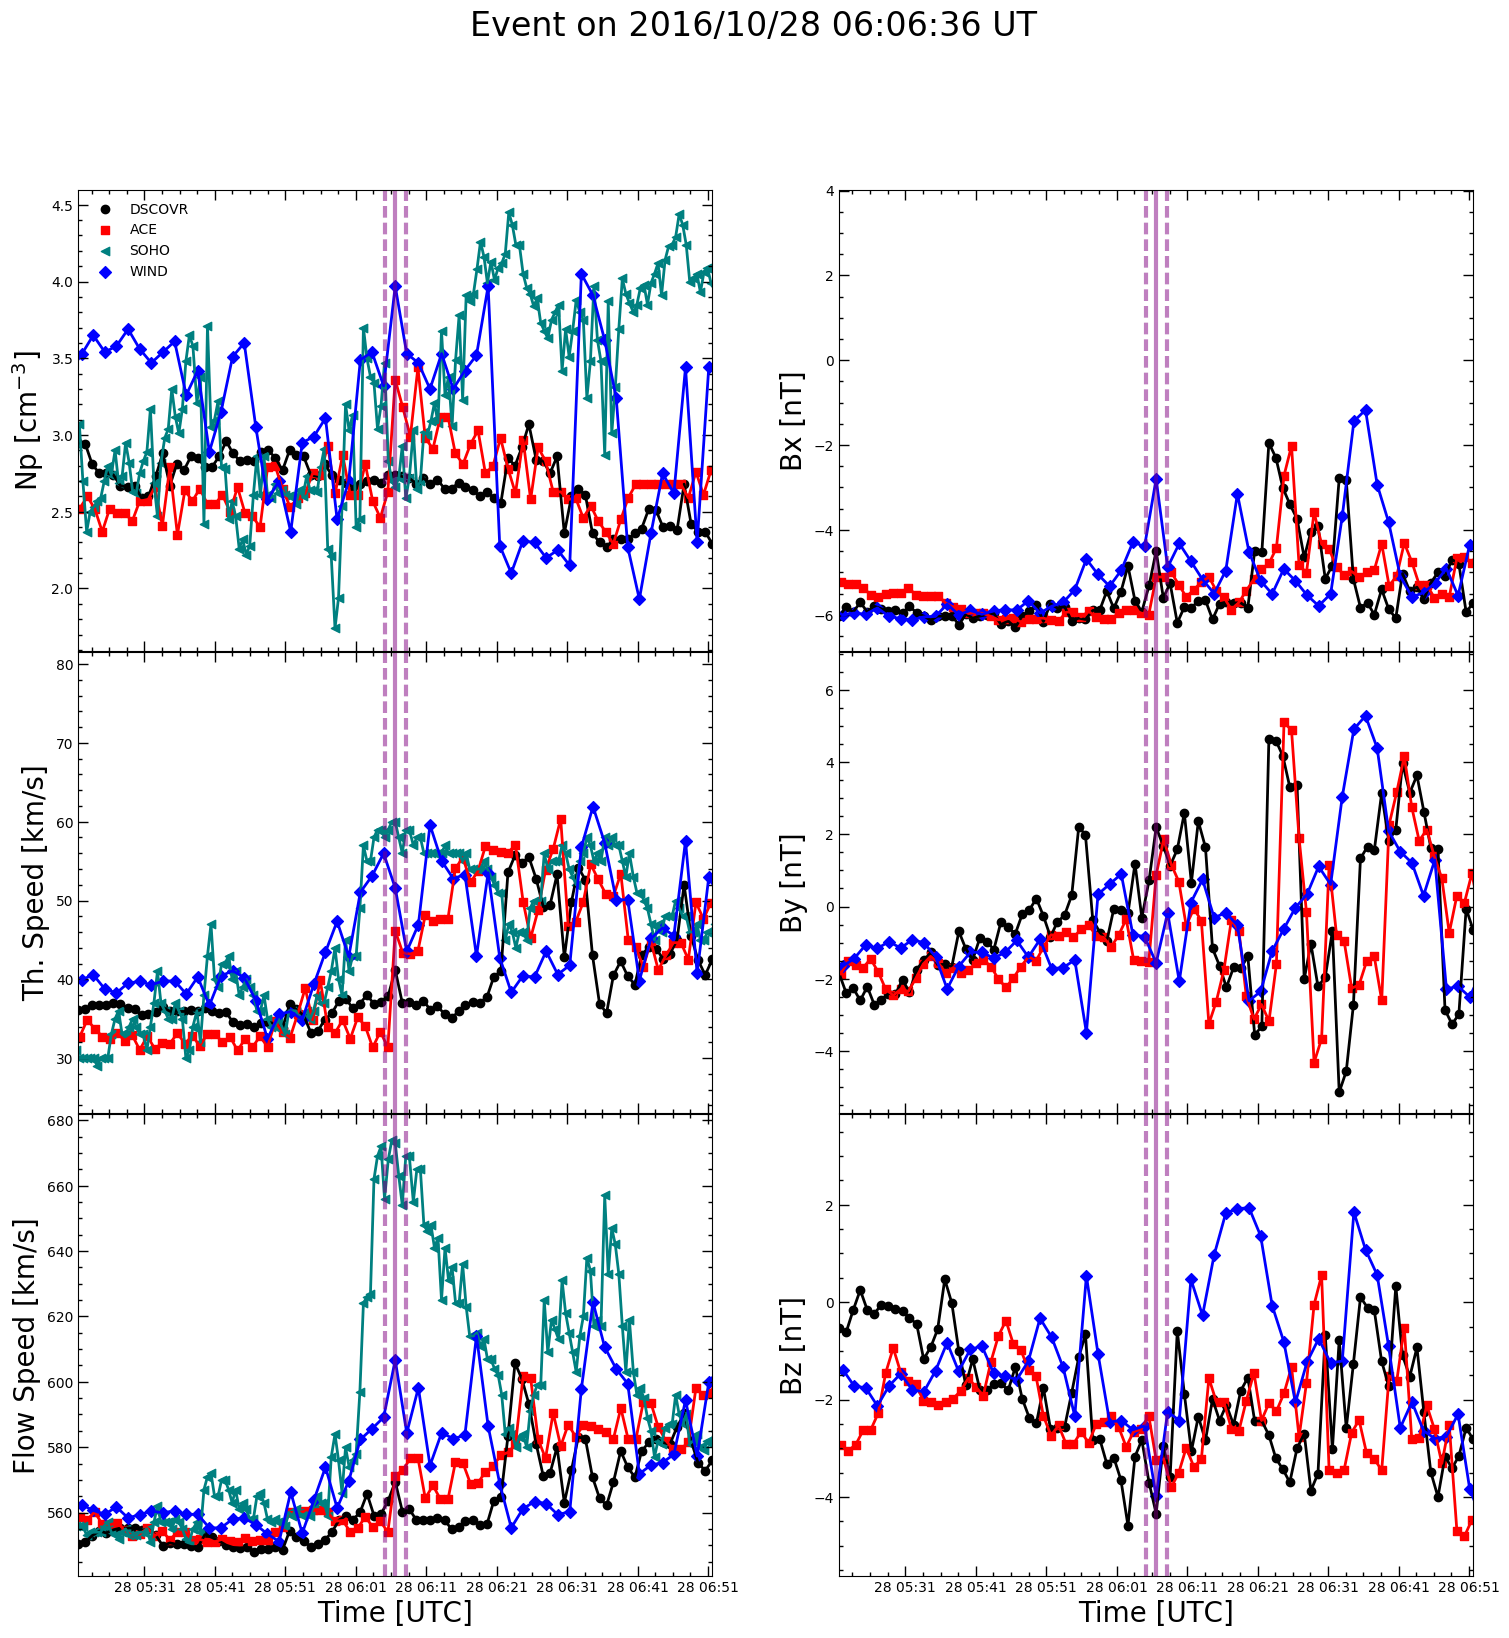 Event on 2016/10/28 06:06:36 UT
DSCOVR
ACE
SOHO
WIND
Np [cm⁻³]
4.5
4.0
3.5
3.0
2.5
2.0
Bx [nT]
4
2
0
−2
−4
−6
Th. Speed [km/s]
80
70
60
50
40
30
By [nT]
6
4
2
0
−2
−4
Flow Speed [km/s]
680
660
640
620
600
580
560
Bz [nT]
2
0
−2
−4
28 05:31 28 05:41 28 05:51 28 06:01 28 06:11 28 06:21 28 06:31 28 06:41 28 06:51
Time [UTC]
28 05:31 28 05:41 28 05:51 28 06:01 28 06:11 28 06:21 28 06:31 28 06:41 28 06:51
Time [UTC]